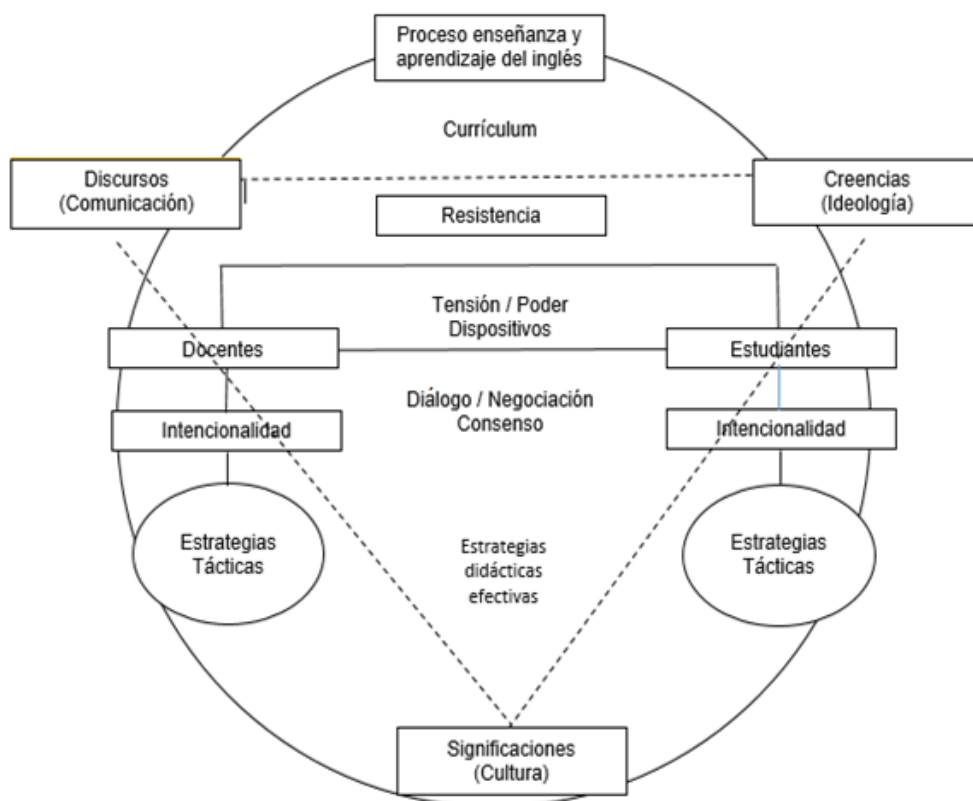 Proceso enseñanza y
aprendizaje del inglés
Currículum
Discursos
(Comunicación)
Creencias
(Ideología)
Resistencia
Tensión / Poder
Dispositivos
Docentes
Estudiantes
Diálogo / Negociación
Consenso
Intencionalidad
Intencionalidad
Estrategias
Tácticas
Estrategias
didácticas
efectivas
Estrategias
Tácticas
Significaciones
(Cultura)